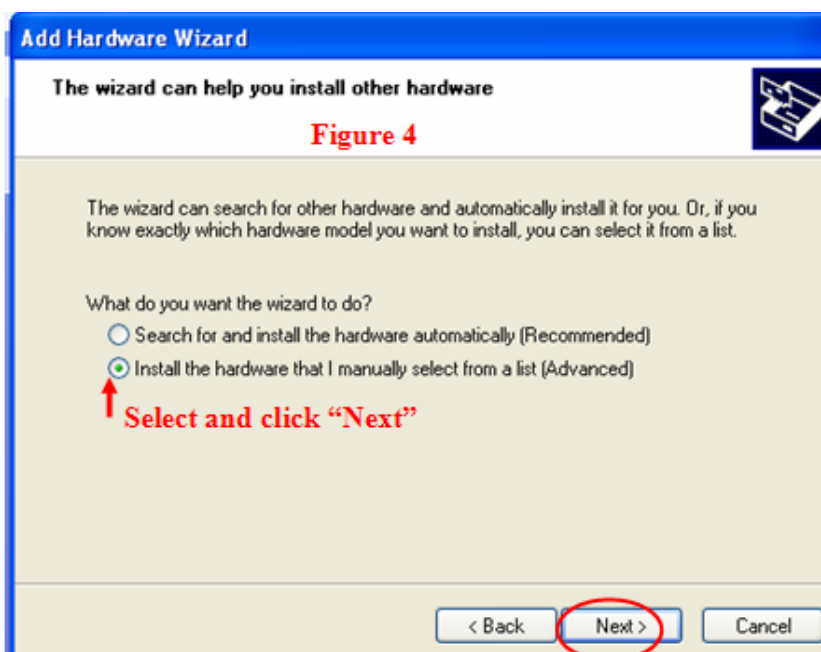 Add Hardware Wizard
The wizard can help you install other hardware
Figure 4
The wizard can search for other hardware and automatically install it for you. Or, if you
know exactly which hardware model you want to install, you can select it from a list.
What do you want the wizard to do?
Search for and install the hardware automatically (Recommended)
Install the hardware that I manually select from a list (Advanced)
Select and click “Next”
< Back Next > Cancel